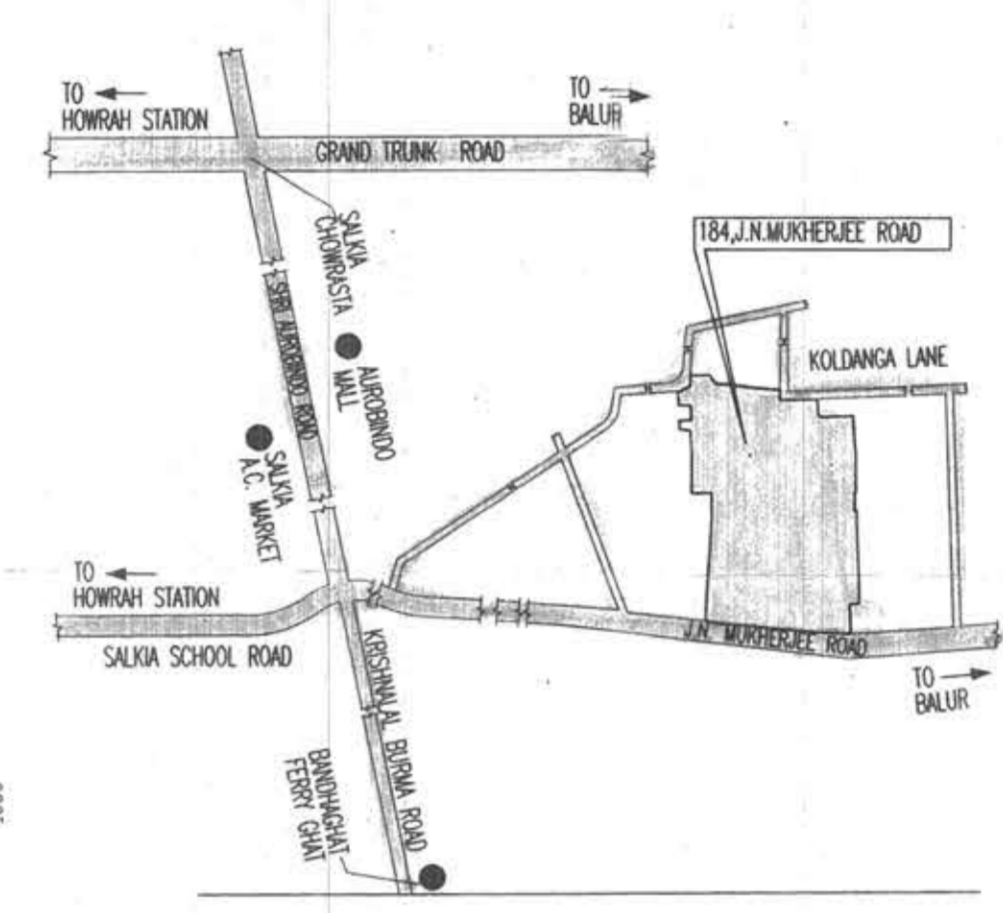 TO
HOWRAH STATION
TO
BALUR
GRAND TRUNK ROAD
SALKIA
CHOWRASTA
184,J.N.MUKHERJEE ROAD
SHRI AUROBINDO ROAD
AUROBINDO
MALL
KOLDANGA LANE
SALKIA
A.C. MARKET
TO
HOWRAH STATION
SALKIA SCHOOL ROAD
J.N. MUKHERJEE ROAD
TO
BALUR
KRISHNALAL BURMA ROAD
BANDHAGHAT
FERRY GHAT